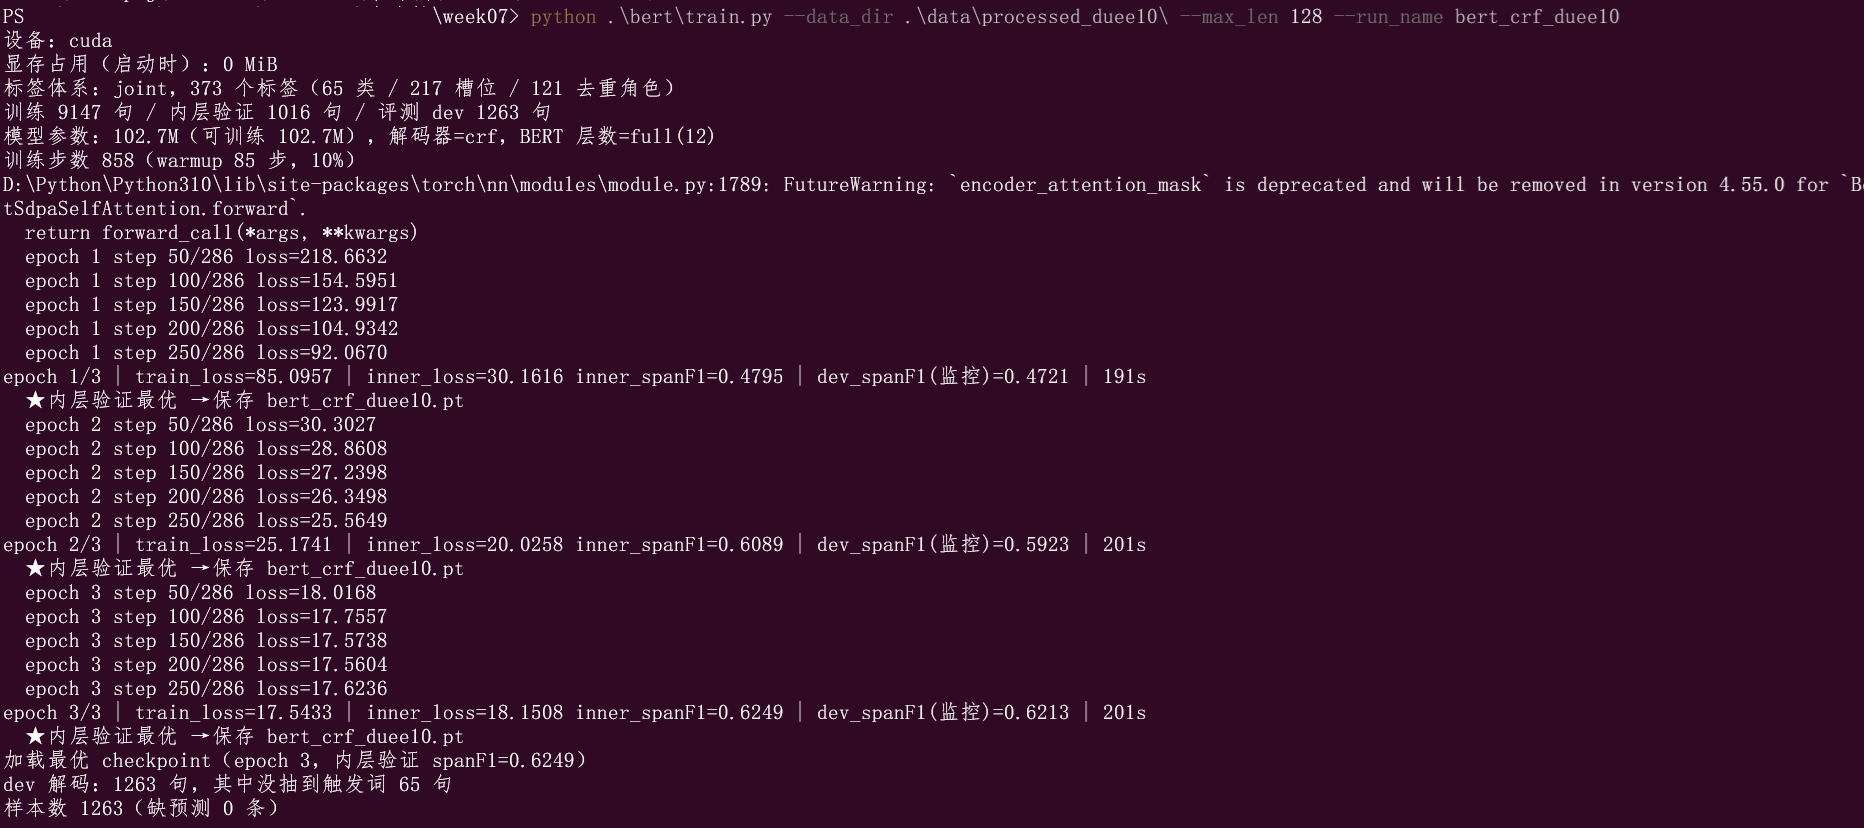 PS \week07> python .\bert\train.py --data_dir .\data\processed_duee10\ --max_len 128 --run_name bert_crf_duee10
设备：cuda
显存占用（启动时）：0 MiB
标签体系：joint，373 个标签（65 类 / 217 槽位 / 121 去重角色）
训练 9147 句 / 内层验证 1016 句 / 评测 dev 1263 句
模型参数：102.7M（可训练 102.7M），解码器=crf，BERT 层数=full(12)
训练步数 858（warmup 85 步，10%）
D:\Python\Python310\lib\site-packages\torch\nn\modules\module.py:1789: FutureWarning: `encoder_attention_mask` is deprecated and will be removed in version 4.55.0 for `Be
tSdpaSelfAttention.forward`.
  return forward_call(*args, **kwargs)
  epoch 1 step 50/286 loss=218.6632
  epoch 1 step 100/286 loss=154.5951
  epoch 1 step 150/286 loss=123.9917
  epoch 1 step 200/286 loss=104.9342
  epoch 1 step 250/286 loss=92.0670
epoch 1/3 | train_loss=85.0957 | inner_loss=30.1616 inner_spanF1=0.4795 | dev_spanF1(监控)=0.4721 | 191s
  ★内层验证最优 →保存 bert_crf_duee10.pt
  epoch 2 step 50/286 loss=30.3027
  epoch 2 step 100/286 loss=28.8608
  epoch 2 step 150/286 loss=27.2398
  epoch 2 step 200/286 loss=26.3498
  epoch 2 step 250/286 loss=25.5649
epoch 2/3 | train_loss=25.1741 | inner_loss=20.0258 inner_spanF1=0.6089 | dev_spanF1(监控)=0.5923 | 201s
  ★内层验证最优 →保存 bert_crf_duee10.pt
  epoch 3 step 50/286 loss=18.0168
  epoch 3 step 100/286 loss=17.7557
  epoch 3 step 150/286 loss=17.5738
  epoch 3 step 200/286 loss=17.5604
  epoch 3 step 250/286 loss=17.6236
epoch 3/3 | train_loss=17.5433 | inner_loss=18.1508 inner_spanF1=0.6249 | dev_spanF1(监控)=0.6213 | 201s
  ★内层验证最优 →保存 bert_crf_duee10.pt
加载最优 checkpoint（epoch 3，内层验证 spanF1=0.6249）
dev 解码：1263 句，其中没抽到触发词 65 句
样本数 1263（缺预测 0 条）